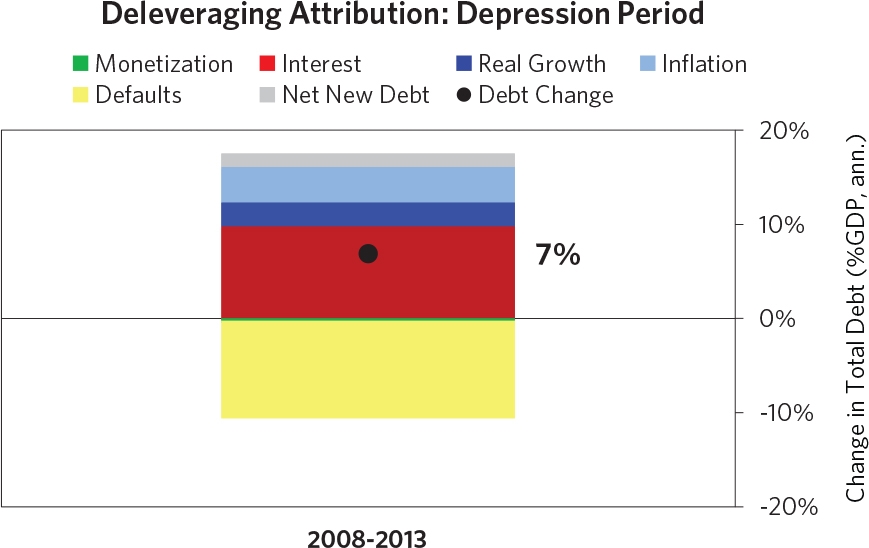 Deleveraging Attribution: Depression Period
Monetization Interest Real Growth Inflation
Defaults Net New Debt Debt Change
20%
10%
7%
0%
-10%
-20%
Change in Total Debt (%GDP, ann.)
2008-2013